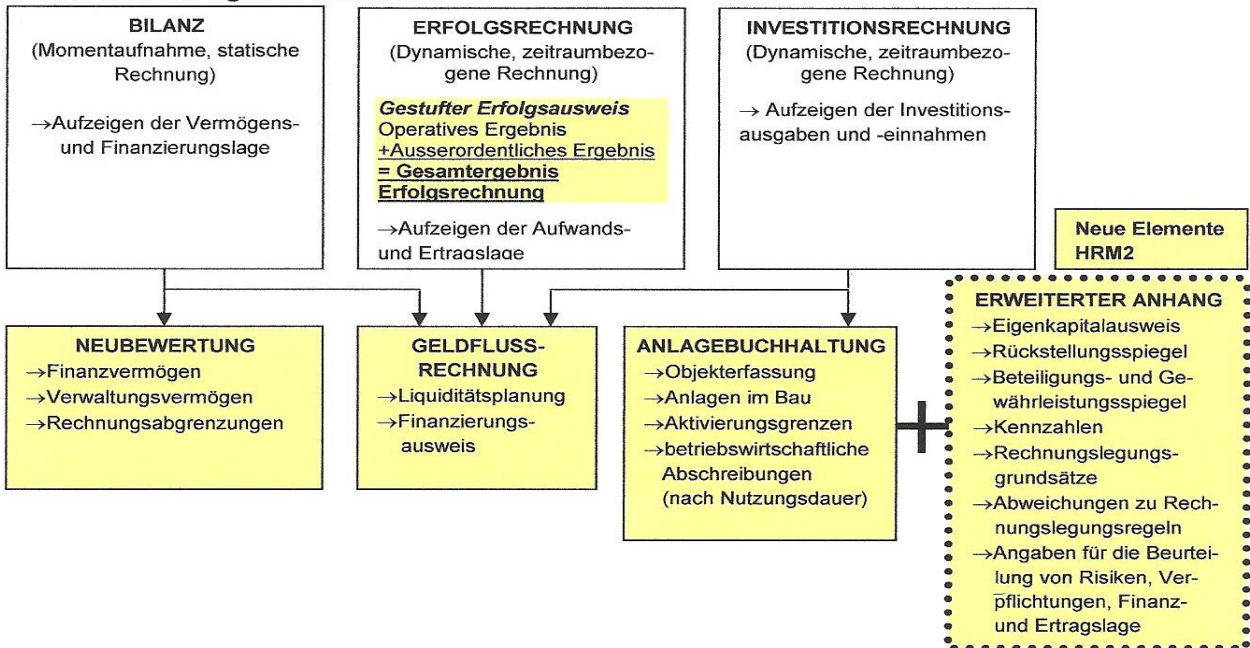 BILANZ
(Momentaufnahme, statische
Rechnung)
→Aufzeigen der Vermögens-
und Finanzierungslage
ERFOLGSRECHNUNG
(Dynamische, zeitraumbezo-
gene Rechnung)
Gestufter Erfolgsausweis
Operatives Ergebnis
+Ausserordentliches Ergebnis
= Gesamtergebnis
Erfolgsrechnung
→Aufzeigen der Aufwands-
und Ertragslage
INVESTITIONSRECHNUNG
(Dynamische, zeitraumbezo-
gene Rechnung)
→ Aufzeigen der Investitions-
ausgaben und -einnahmen
Neue Elemente
HRM2
NEUBEWERTUNG
→Finanzvermögen
→Verwaltungsvermögen
→Rechnungsabgrenzungen
GELDFLUSS-
RECHNUNG
→Liquiditätsplanung
→Finanzierungs-
ausweis
ANLAGEBUCHHALTUNG
→Objekterfassung
→Anlagen im Bau
→Aktivierungsgrenzen
→betriebswirtschaftliche
Abschreibungen
(nach Nutzungsdauer)
ERWEITERTER ANHANG
→Eigenkapitalausweis
→Rückstellungsspiegel
→Beteiligungs- und Ge-
währleistungsspiegel
→Kennzahlen
→Rechnungslegungs-
grundsätze
→Abweichungen zu Rech-
nungslegungsregeln
→Angaben für die Beurtei-
lung von Risiken, Ver-
pflichtungen, Finanz-
und Ertragslage